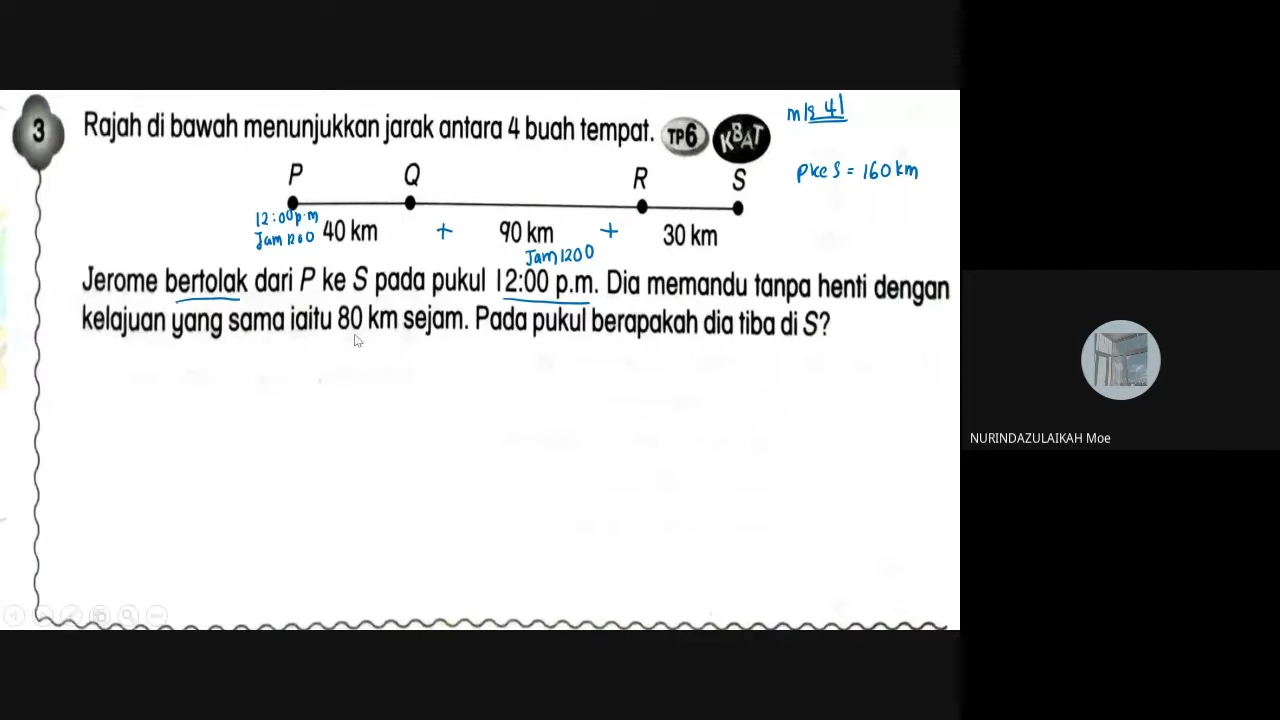 m/s 41
3 Rajah di bawah menunjukkan jarak antara 4 buah tempat. TP6 KBAT
P Q R S
P ke S = 160 km
12:00 p.m
Jam 1200
40 km + 90 km + 30 km
Jam 1200
Jerome bertolak dari P ke S pada pukul 12:00 p.m. Dia memandu tanpa henti dengan
kelajuan yang sama iaitu 80 km sejam. Pada pukul berapakah dia tiba di S?
NURINDAZULAIKAH Moe